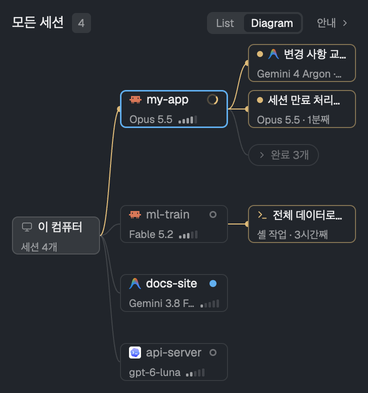 모든 세션 4
List Diagram 안내
변경 사항 교...
Gemini 4 Argon ·...
my-app
Opus 5.5
세션 만료 처리...
Opus 5.5 · 1분째
완료 3개
이 컴퓨터
세션 4개
ml-train
Fable 5.2
전체 데이터로...
셸 작업 · 3시간째
docs-site
Gemini 3.8 F...
api-server
gpt-6-luna